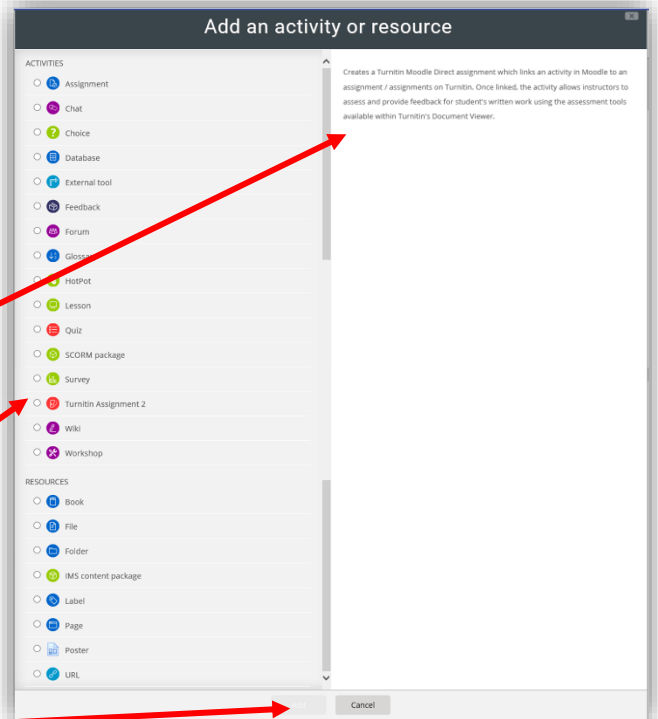 Add an activity or resource
ACTIVITIES
Assignment
Chat
Choice
Database
External tool
Feedback
Forum
HotPot
Lesson
Quiz
SCORM package
Survey
Turnitin Assignment 2
Wiki
Workshop
RESOURCES
Book
File
Folder
IMS content package
Label
Page
Poster
URL
Creates a Turnitin Moodle Direct assignment which links an activity in Moodle to an
assignment / assignments on Turnitin. Once linked, the activity allows instructors to
assess and provide feedback for student's written work using the assessment tools
available within Turnitin's Document Viewer.
Cancel